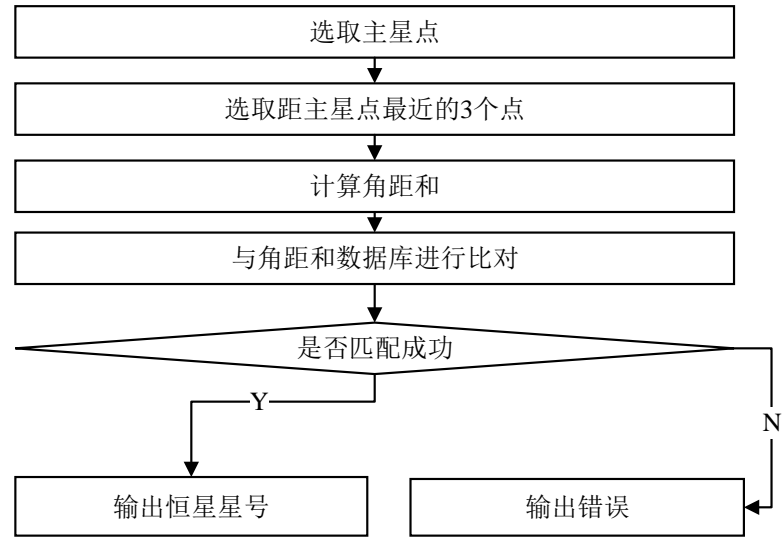 选取主星点
选取距主星点最近的3个点
计算角距和
与角距和数据库进行比对
是否匹配成功
Y
N
输出恒星星号
输出错误